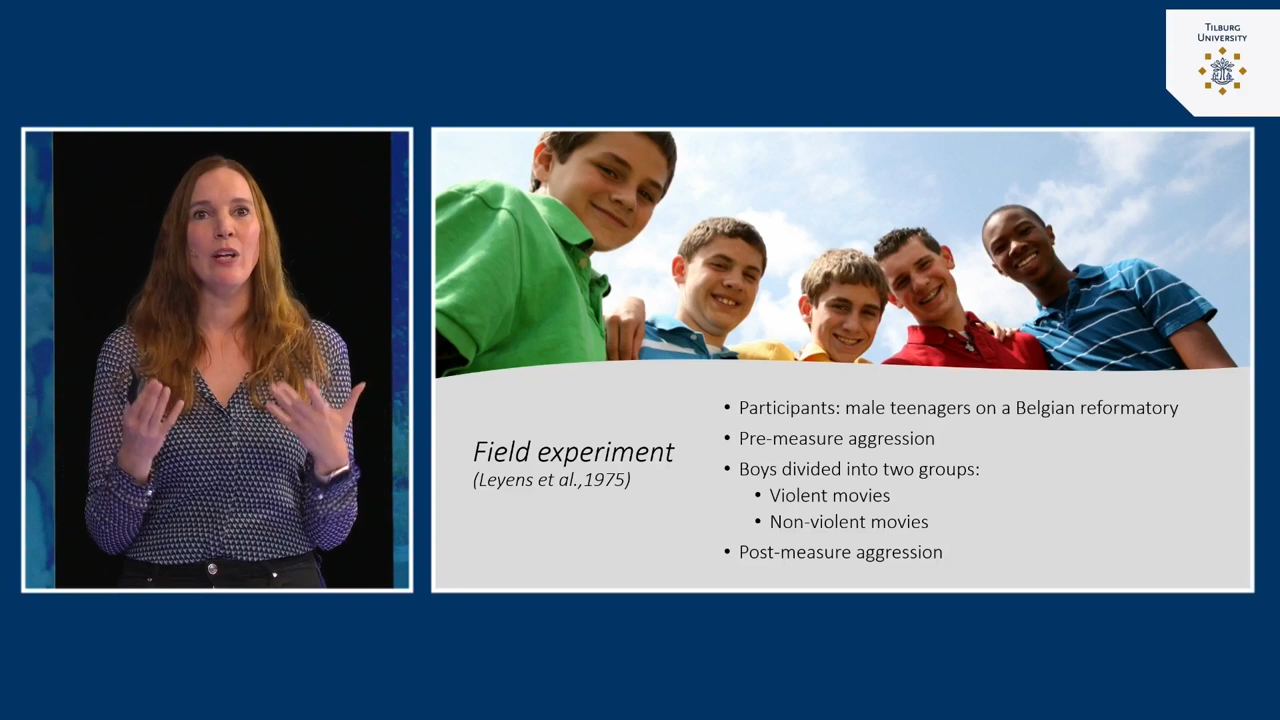 TILBURG
UNIVERSITY
Field experiment
(Leyens et al.,1975)
• Participants: male teenagers on a Belgian reformatory
• Pre-measure aggression
• Boys divided into two groups:
• Violent movies
• Non-violent movies
• Post-measure aggression